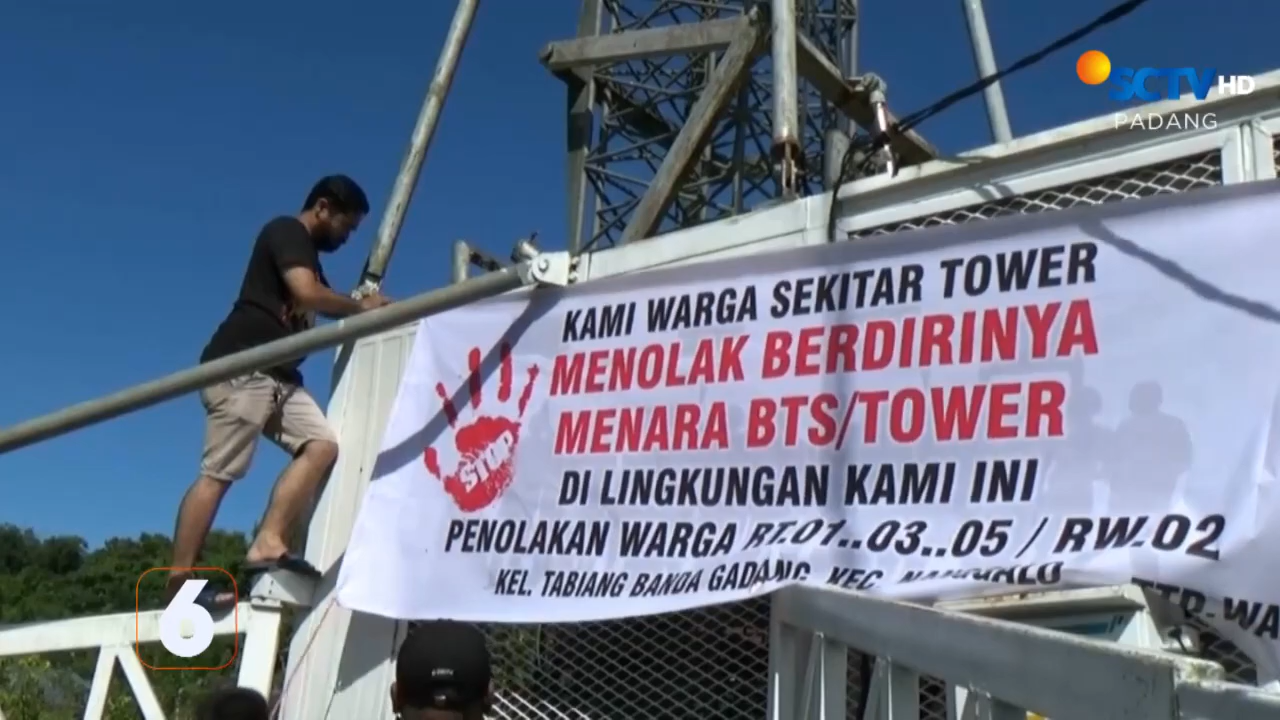 SCTV HD
PADANG
KAMI WARGA SEKITAR TOWER
MENOLAK BERDIRINYA
MENARA BTS/TOWER
DI LINGKUNGAN KAMI INI
STOP
PENOLAKAN WARGA RT.01..03..05 / RW.02
KEL. TABIANG BANDA GADANG, KEC. NANGGALO
6